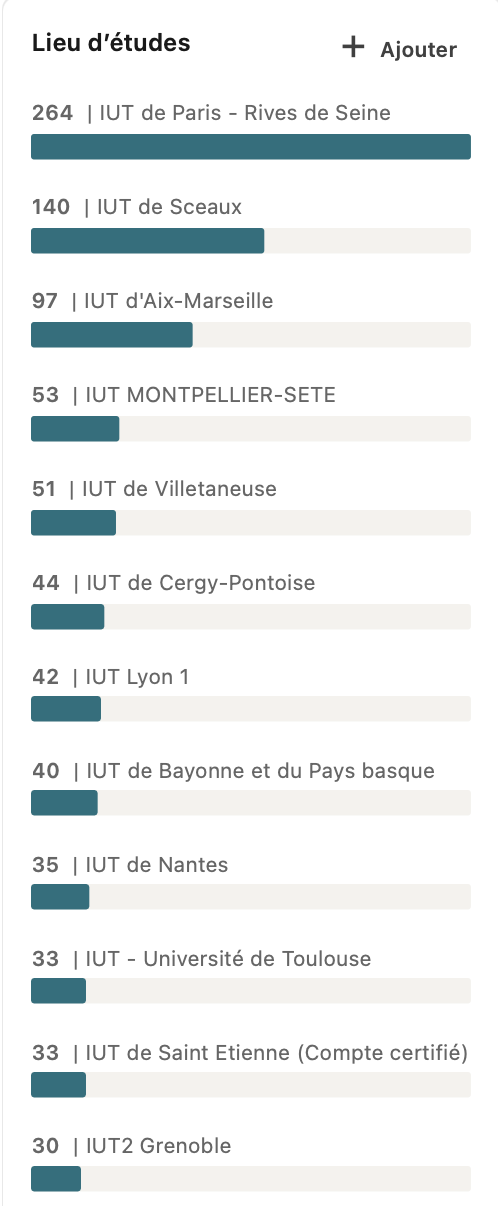 Lieu d’études
+ Ajouter
264 | IUT de Paris - Rives de Seine
140 | IUT de Sceaux
97 | IUT d'Aix-Marseille
53 | IUT MONTPELLIER-SETE
51 | IUT de Villetaneuse
44 | IUT de Cergy-Pontoise
42 | IUT Lyon 1
40 | IUT de Bayonne et du Pays basque
35 | IUT de Nantes
33 | IUT - Université de Toulouse
33 | IUT de Saint Etienne (Compte certifié)
30 | IUT2 Grenoble